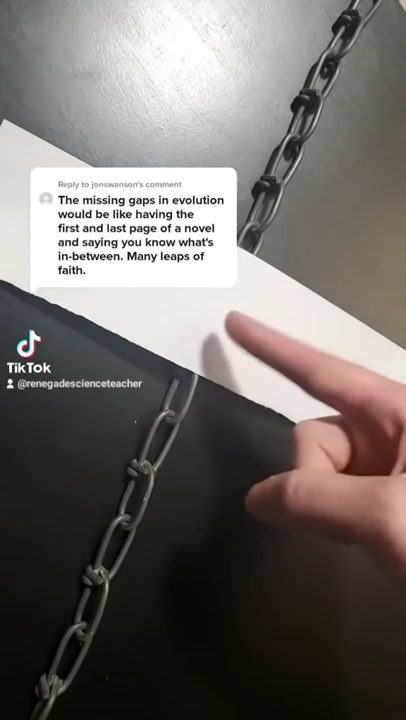 Reply to jonswanson's comment
The missing gaps in evolution
would be like having the
first and last page of a novel
and saying you know what's
in-between. Many leaps of
faith.
TikTok
@renegadescienceteacher